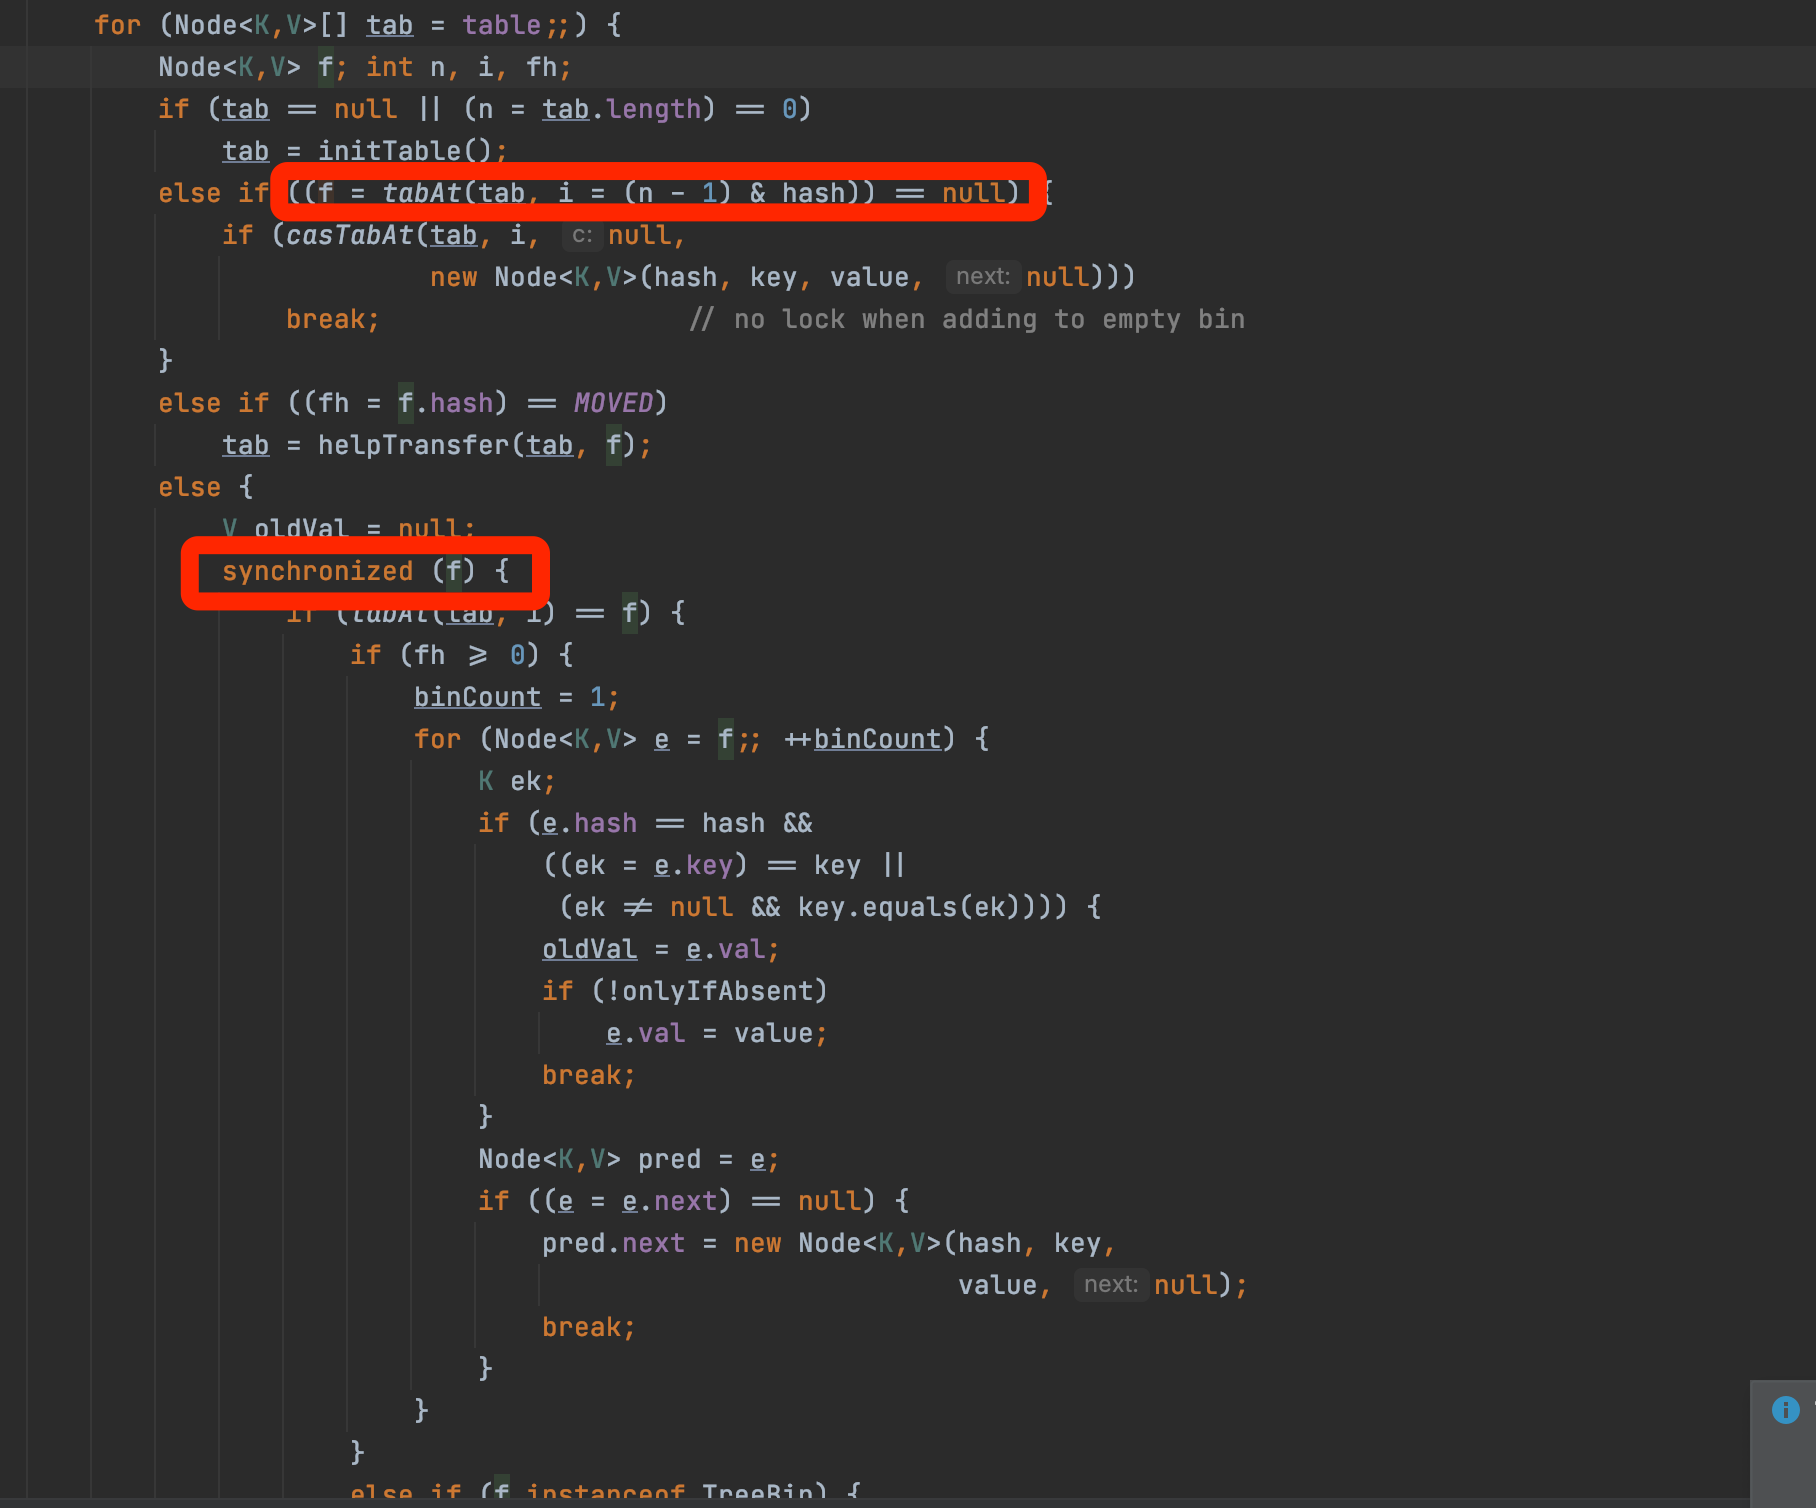 for (Node<K,V>[] tab = table;;) {
Node<K,V> f; int n, i, fh;
if (tab == null || (n = tab.length) == 0)
tab = initTable();
else if ((f = tabAt(tab, i = (n - 1) & hash)) == null) {
if (casTabAt(tab, i, c: null,
new Node<K,V>(hash, key, value, next: null)))
break; // no lock when adding to empty bin
}
else if ((fh = f.hash) == MOVED)
tab = helpTransfer(tab, f);
else {
V oldVal = null;
synchronized (f) {
if (tabAt(tab, i) == f) {
if (fh >= 0) {
binCount = 1;
for (Node<K,V> e = f;; ++binCount) {
K ek;
if (e.hash == hash &&
((ek = e.key) == key ||
(ek != null && key.equals(ek)))) {
oldVal = e.val;
if (!onlyIfAbsent)
e.val = value;
break;
}
Node<K,V> pred = e;
if ((e = e.next) == null) {
pred.next = new Node<K,V>(hash, key,
value, next: null);
break;
}
}
}
else if (f instanceof TreeBin) {